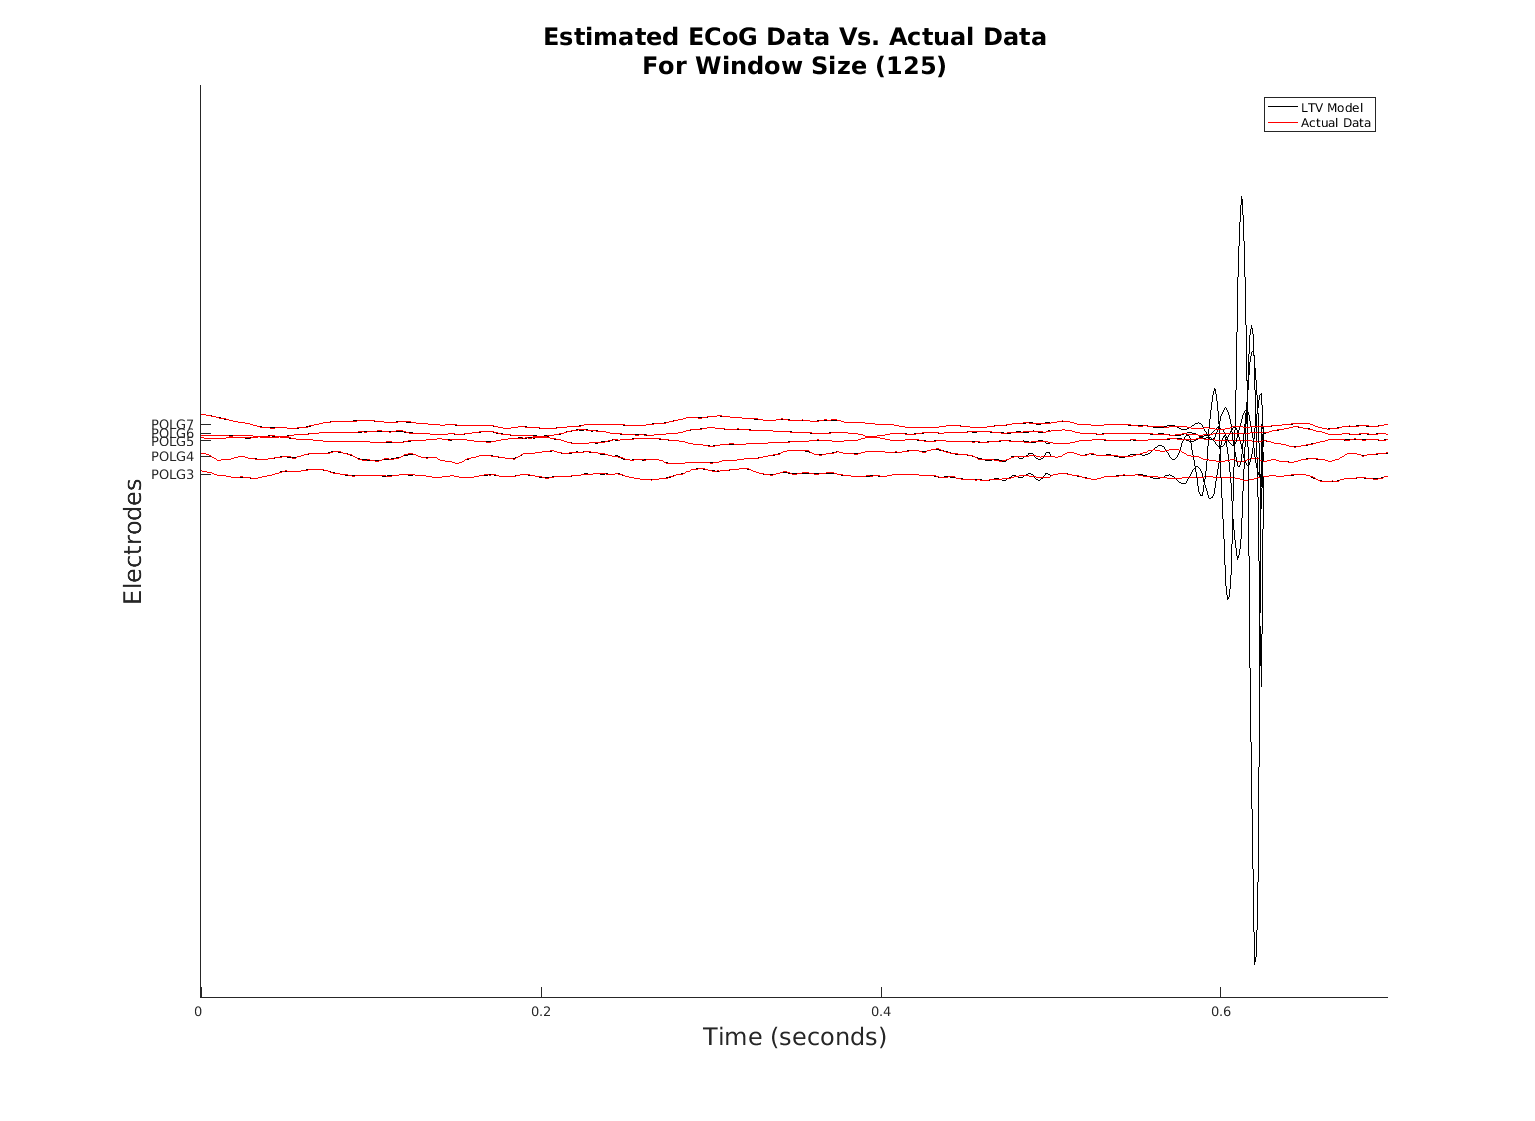 Estimated ECoG Data Vs. Actual Data
For Window Size (125)
LTV Model
Actual Data
POLG7
POLG6
POLG5
POLG4
POLG3
Electrodes
0
0.2
0.4
0.6
Time (seconds)